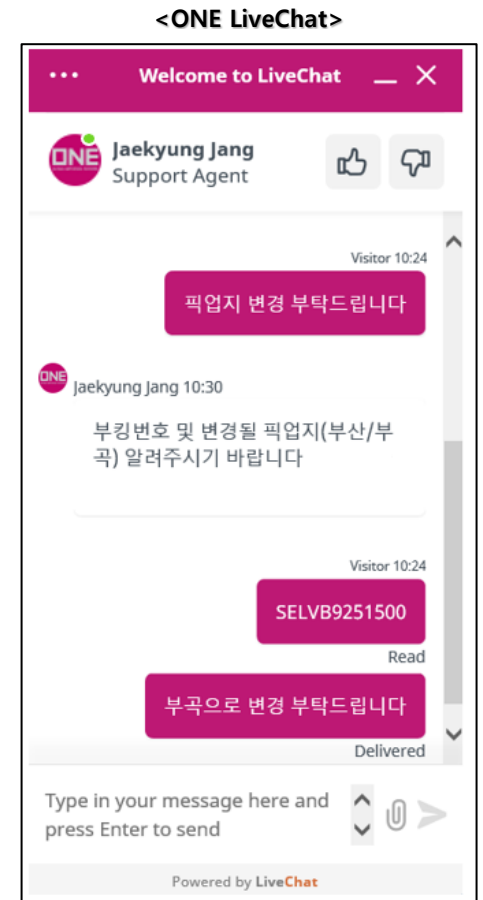 <ONE LiveChat>
Welcome to LiveChat
ONE
Jaekyung Jang
Support Agent
Visitor 10:24
픽업지 변경 부탁드립니다
ONE
Jaekyung Jang 10:30
부킹번호 및 변경될 픽업지(부산/부
곡) 알려주시기 바랍니다
Visitor 10:24
SELVB9251500
Read
부곡으로 변경 부탁드립니다
Delivered
Type in your message here and
press Enter to send
Powered by LiveChat